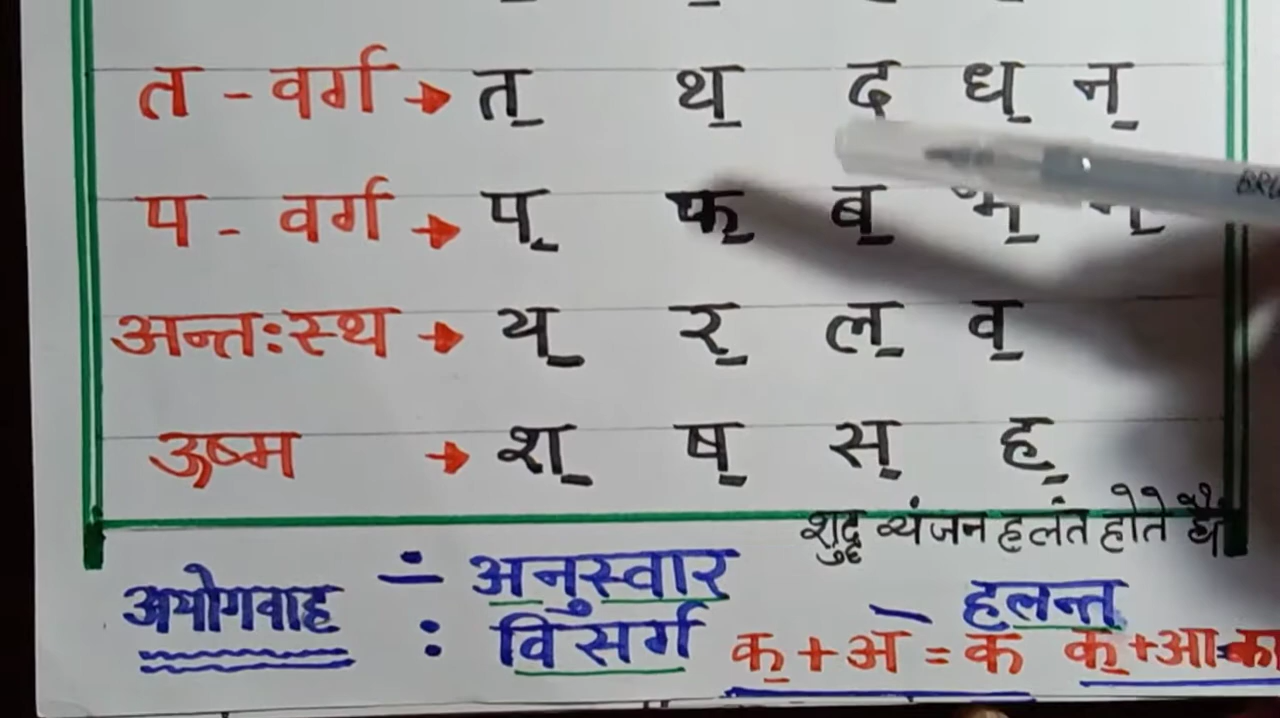 त - वर्ग → त् थ् द ध् न्
प - वर्ग → प् फ् ब् भ्
अन्त:स्थ → य् र् ल् व्
ऊष्म → श् ष् स् ह्
शुद्ध व्यंजन हलंत होते
अयोगवाह ∸ अनुस्वार
: विसर्ग
हलन्त
क् + अ = क क् + आ = का